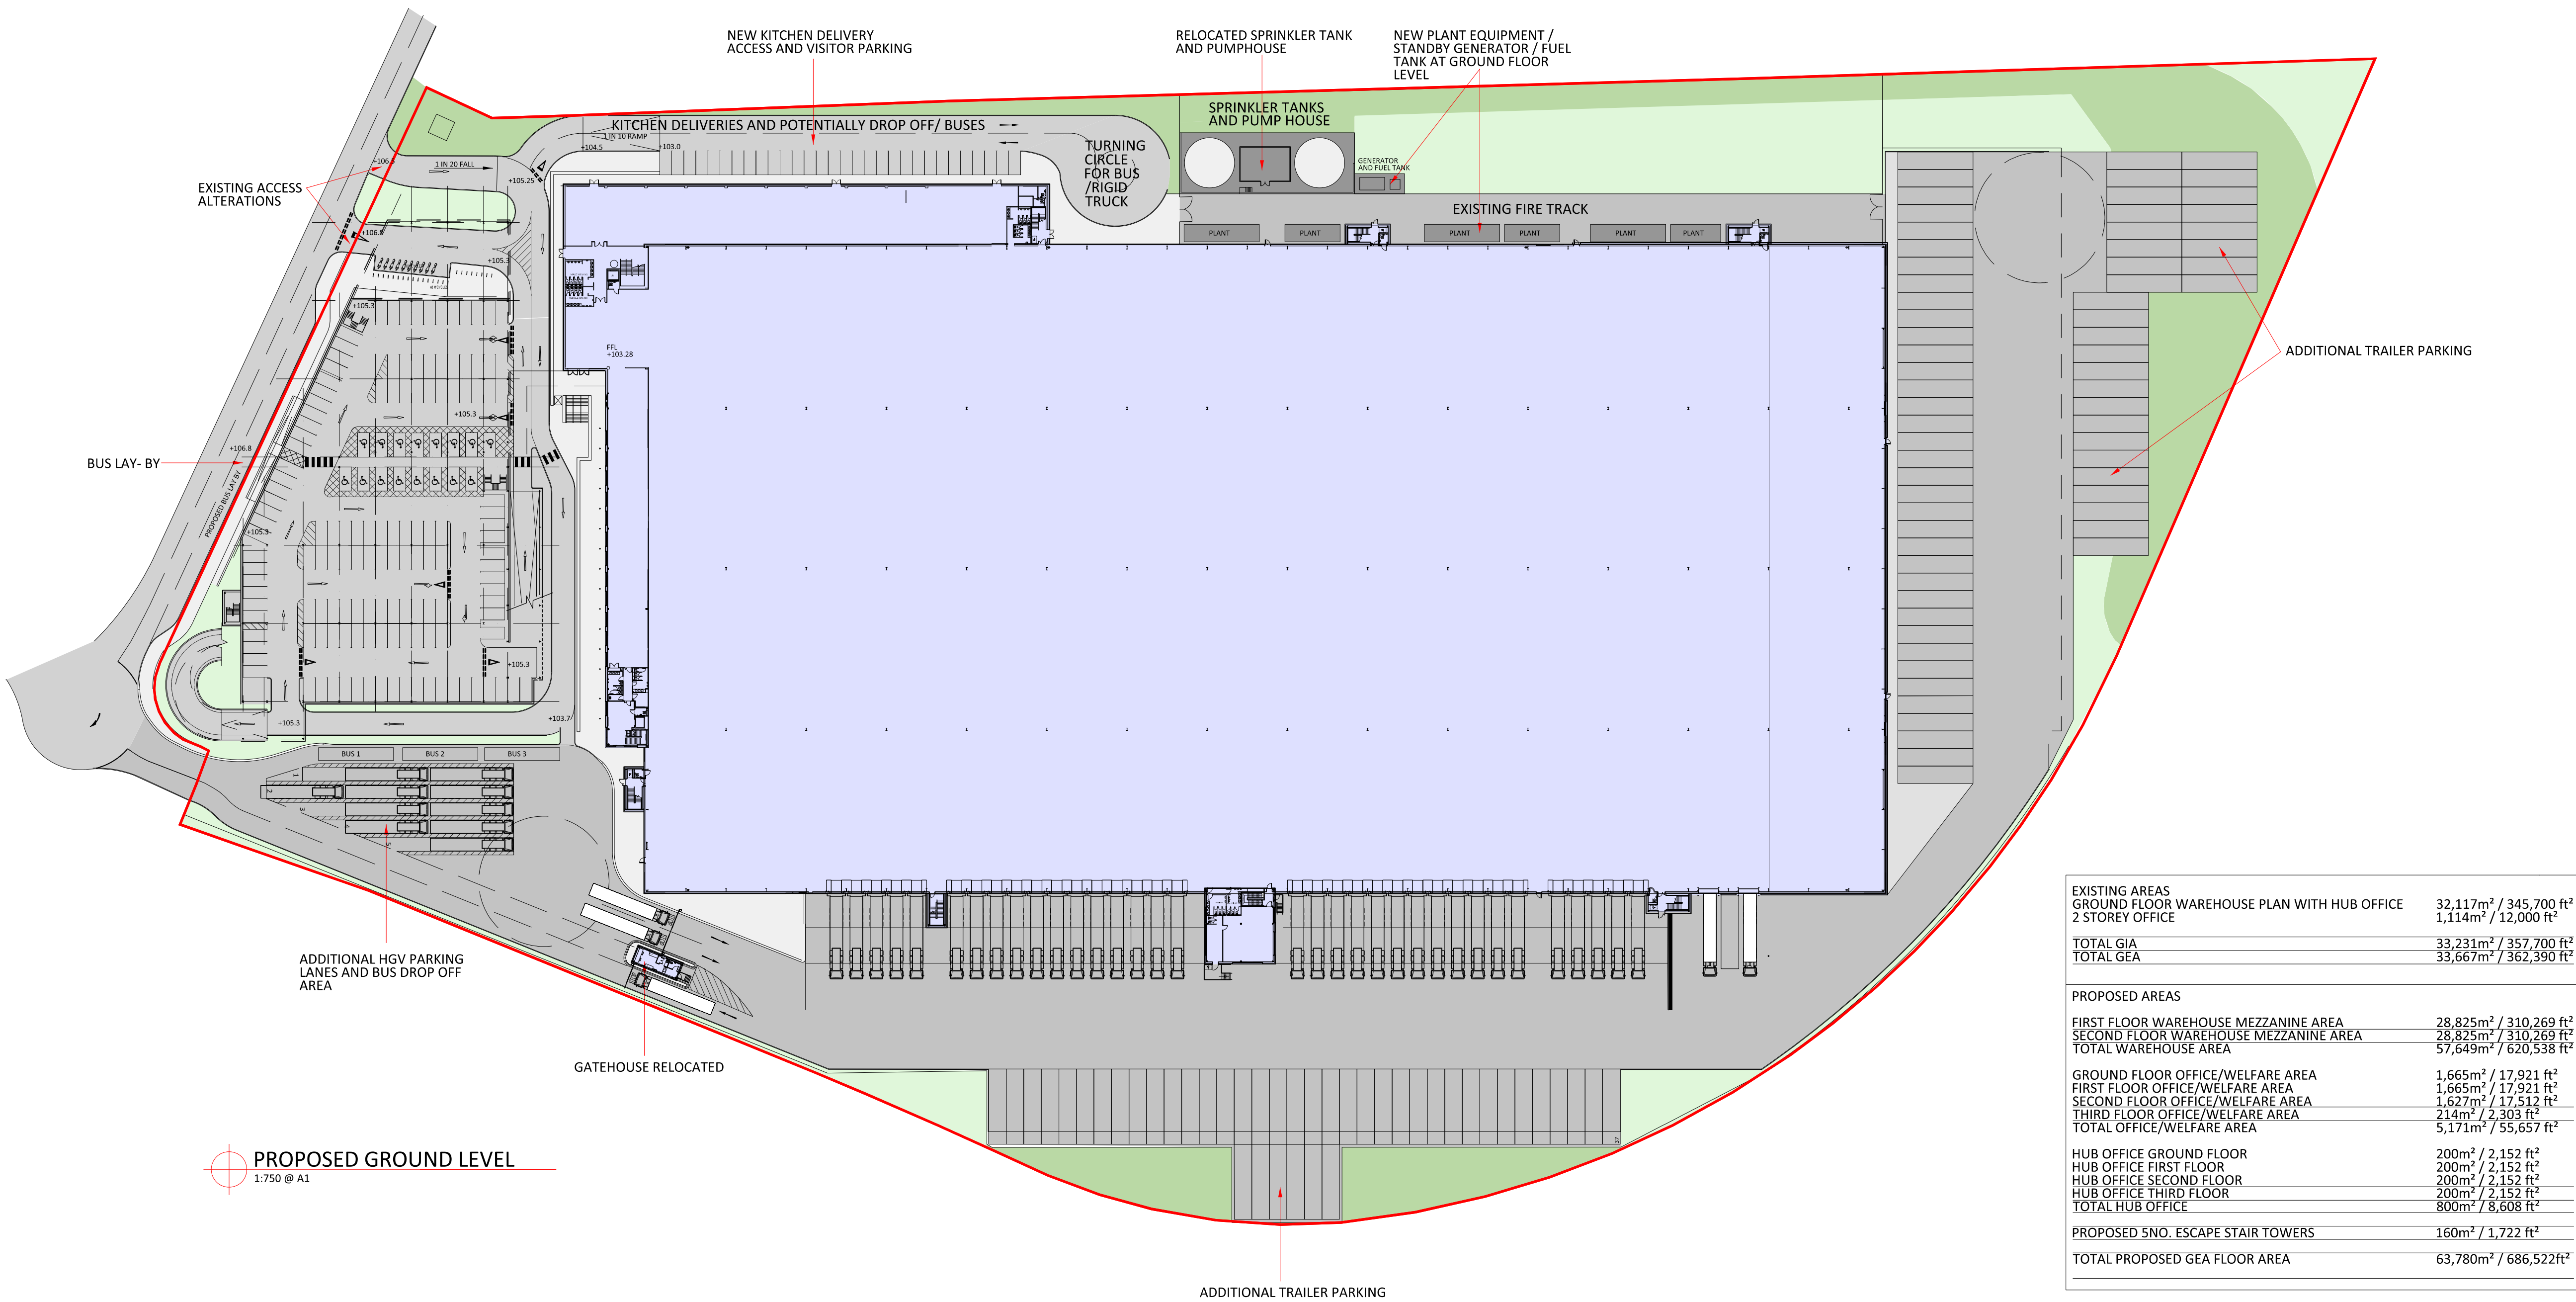 NEW KITCHEN DELIVERY
ACCESS AND VISITOR PARKING
RELOCATED SPRINKLER TANK
AND PUMPHOUSE
NEW PLANT EQUIPMENT /
STANDBY GENERATOR / FUEL
TANK AT GROUND FLOOR
LEVEL
SPRINKLER TANKS
AND PUMP HOUSE
KITCHEN DELIVERIES AND POTENTIALLY DROP OFF/ BUSES
1 IN 10 RAMP
+104.5
+103.0
TURNING
CIRCLE
FOR BUS
/RIGID
TRUCK
GENERATOR
AND FUEL TANK
1 IN 20 FALL
+105.25
EXISTING ACCESS
ALTERATIONS
EXISTING FIRE TRACK
PLANT
PLANT
PLANT
PLANT
PLANT
PLANT
+105.3
+105.3
FFL
+103.28
ADDITIONAL TRAILER PARKING
+105.3
+106.8
BUS LAY- BY
PROPOSED BUS LAY BY
+105.3
+105.3
+103.7
+105.3
BUS 1
BUS 2
BUS 3
1
2
3
4
5
ADDITIONAL HGV PARKING
LANES AND BUS DROP OFF
AREA
GATEHOUSE RELOCATED
37
PROPOSED GROUND LEVEL
1:750 @ A1
ADDITIONAL TRAILER PARKING
EXISTING AREAS
GROUND FLOOR WAREHOUSE PLAN WITH HUB OFFICE 32,117m² / 345,700 ft²
2 STOREY OFFICE 1,114m² / 12,000 ft²
TOTAL GIA 33,231m² / 357,700 ft²
TOTAL GEA 33,667m² / 362,390 ft²
PROPOSED AREAS
FIRST FLOOR WAREHOUSE MEZZANINE AREA 28,825m² / 310,269 ft²
SECOND FLOOR WAREHOUSE MEZZANINE AREA 28,825m² / 310,269 ft²
TOTAL WAREHOUSE AREA 57,649m² / 620,538 ft²
GROUND FLOOR OFFICE/WELFARE AREA 1,665m² / 17,921 ft²
FIRST FLOOR OFFICE/WELFARE AREA 1,665m² / 17,921 ft²
SECOND FLOOR OFFICE/WELFARE AREA 1,627m² / 17,512 ft²
THIRD FLOOR OFFICE/WELFARE AREA 214m² / 2,303 ft²
TOTAL OFFICE/WELFARE AREA 5,171m² / 55,657 ft²
HUB OFFICE GROUND FLOOR 200m² / 2,152 ft²
HUB OFFICE FIRST FLOOR 200m² / 2,152 ft²
HUB OFFICE SECOND FLOOR 200m² / 2,152 ft²
HUB OFFICE THIRD FLOOR 200m² / 2,152 ft²
TOTAL HUB OFFICE 800m² / 8,608 ft²
PROPOSED 5NO. ESCAPE STAIR TOWERS 160m² / 1,722 ft²
TOTAL PROPOSED GEA FLOOR AREA 63,780m² / 686,522ft²